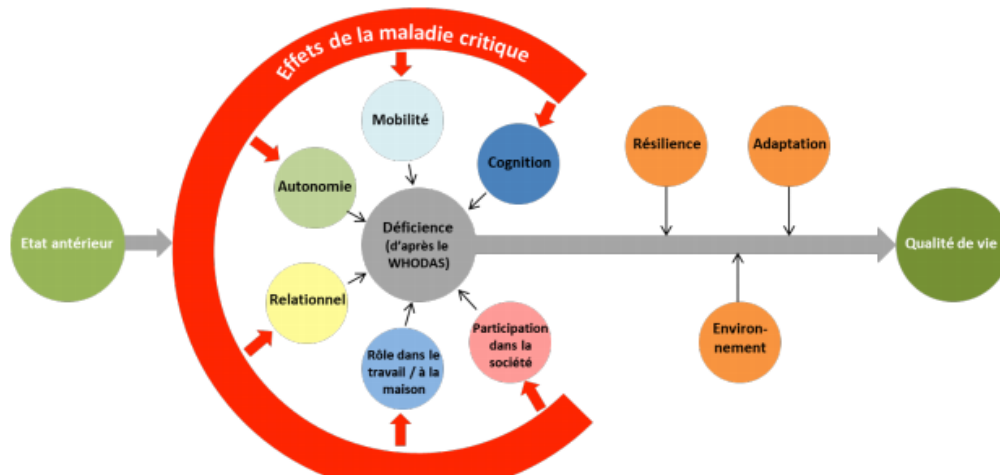 Effets de la maladie critique
Mobilité
Cognition
Autonomie
Déficience
(d'après le
WHODAS)
Relationnel
Rôle dans le
travail / à la
maison
Participation
dans la
société
Etat antérieur
Résilience
Adaptation
Environ-
nement
Qualité de vie